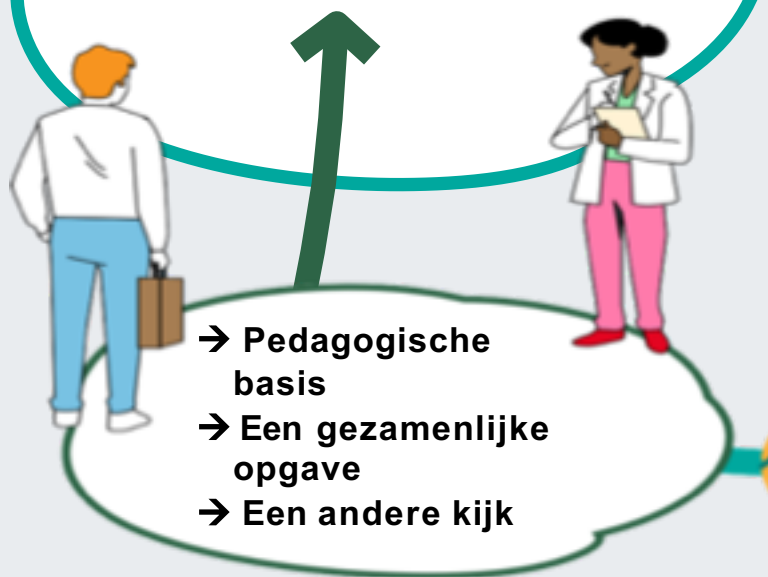 → Pedagogische
basis
→ Een gezamenlijke
opgave
→ Een andere kijk